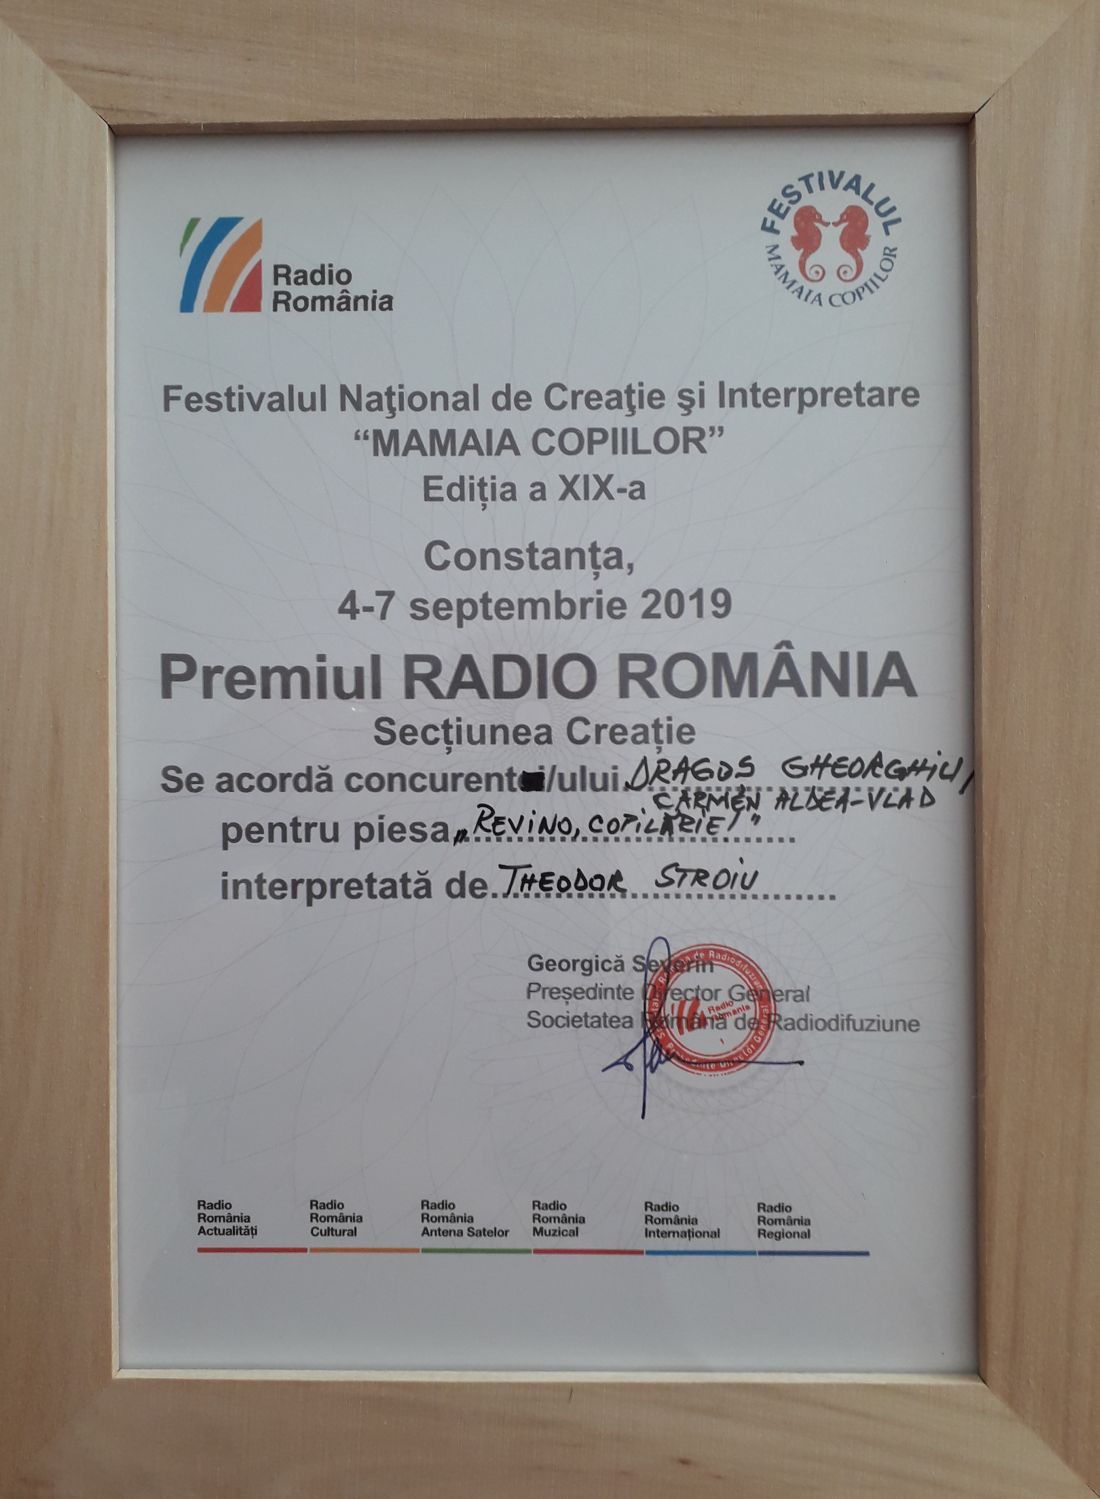 Radio
România
FESTIVALUL
MAMAIA COPIILOR
Festivalul Naţional de Creaţie şi Interpretare
“MAMAIA COPIILOR”
Ediția a XIX-a
Constanța,
4-7 septembrie 2019
Premiul RADIO ROMÂNIA
Secțiunea Creație
Se acordă concurentei/ului DRAGOS GHEORGHIU,
CARMEN ALDEA-VLAD
pentru piesa „REVINO, COPILĂRIE!”
interpretată de THEODOR STROIU
Georgică Severin
Președinte Director General
Societatea Română de Radiodifuziune
Radio
România
Actualități
Radio
România
Cultural
Radio
România
Antena Satelor
Radio
România
Muzical
Radio
România
Internațional
Radio
România
Regional